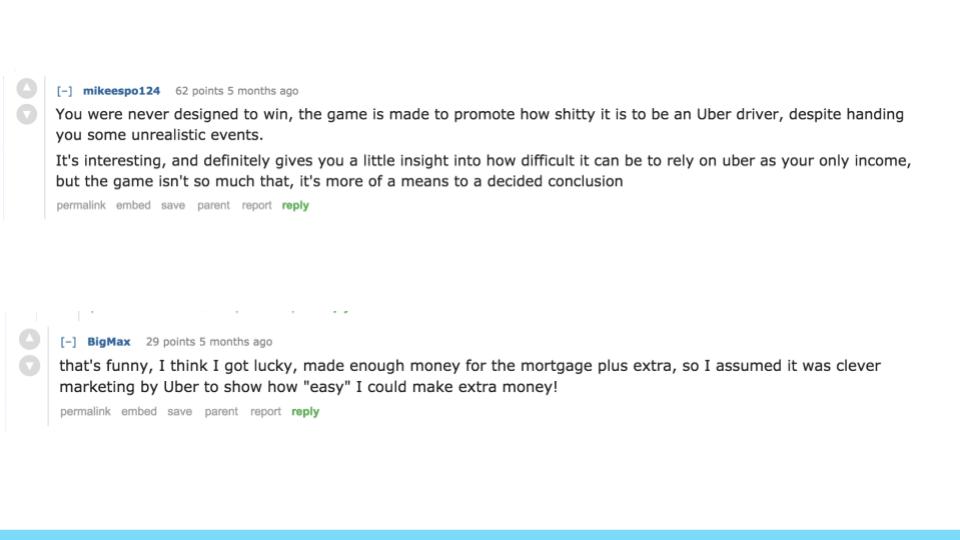 [–] mikeespo124 62 points 5 months ago
You were never designed to win, the game is made to promote how shitty it is to be an Uber driver, despite handing
you some unrealistic events.
It's interesting, and definitely gives you a little insight into how difficult it can be to rely on uber as your only income,
but the game isn't so much that, it's more of a means to a decided conclusion
permalink embed save parent report reply
[–] BigMax 29 points 5 months ago
that's funny, I think I got lucky, made enough money for the mortgage plus extra, so I assumed it was clever
marketing by Uber to show how "easy" I could make extra money!
permalink embed save parent report reply